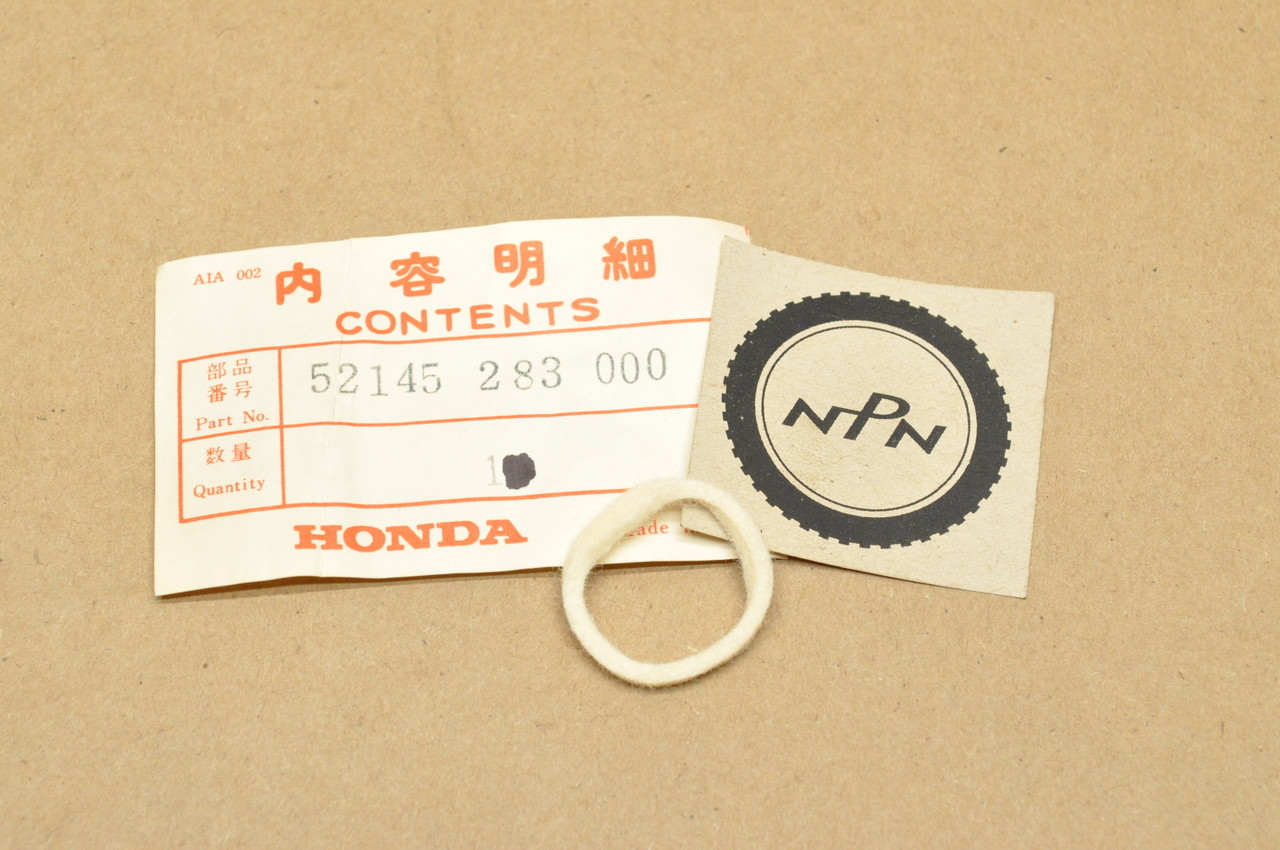 AIA 002 内容明細
CONTENTS
部品
番号
Part No.
52145 283 000
数量
Quantity
1
HONDA
NPN